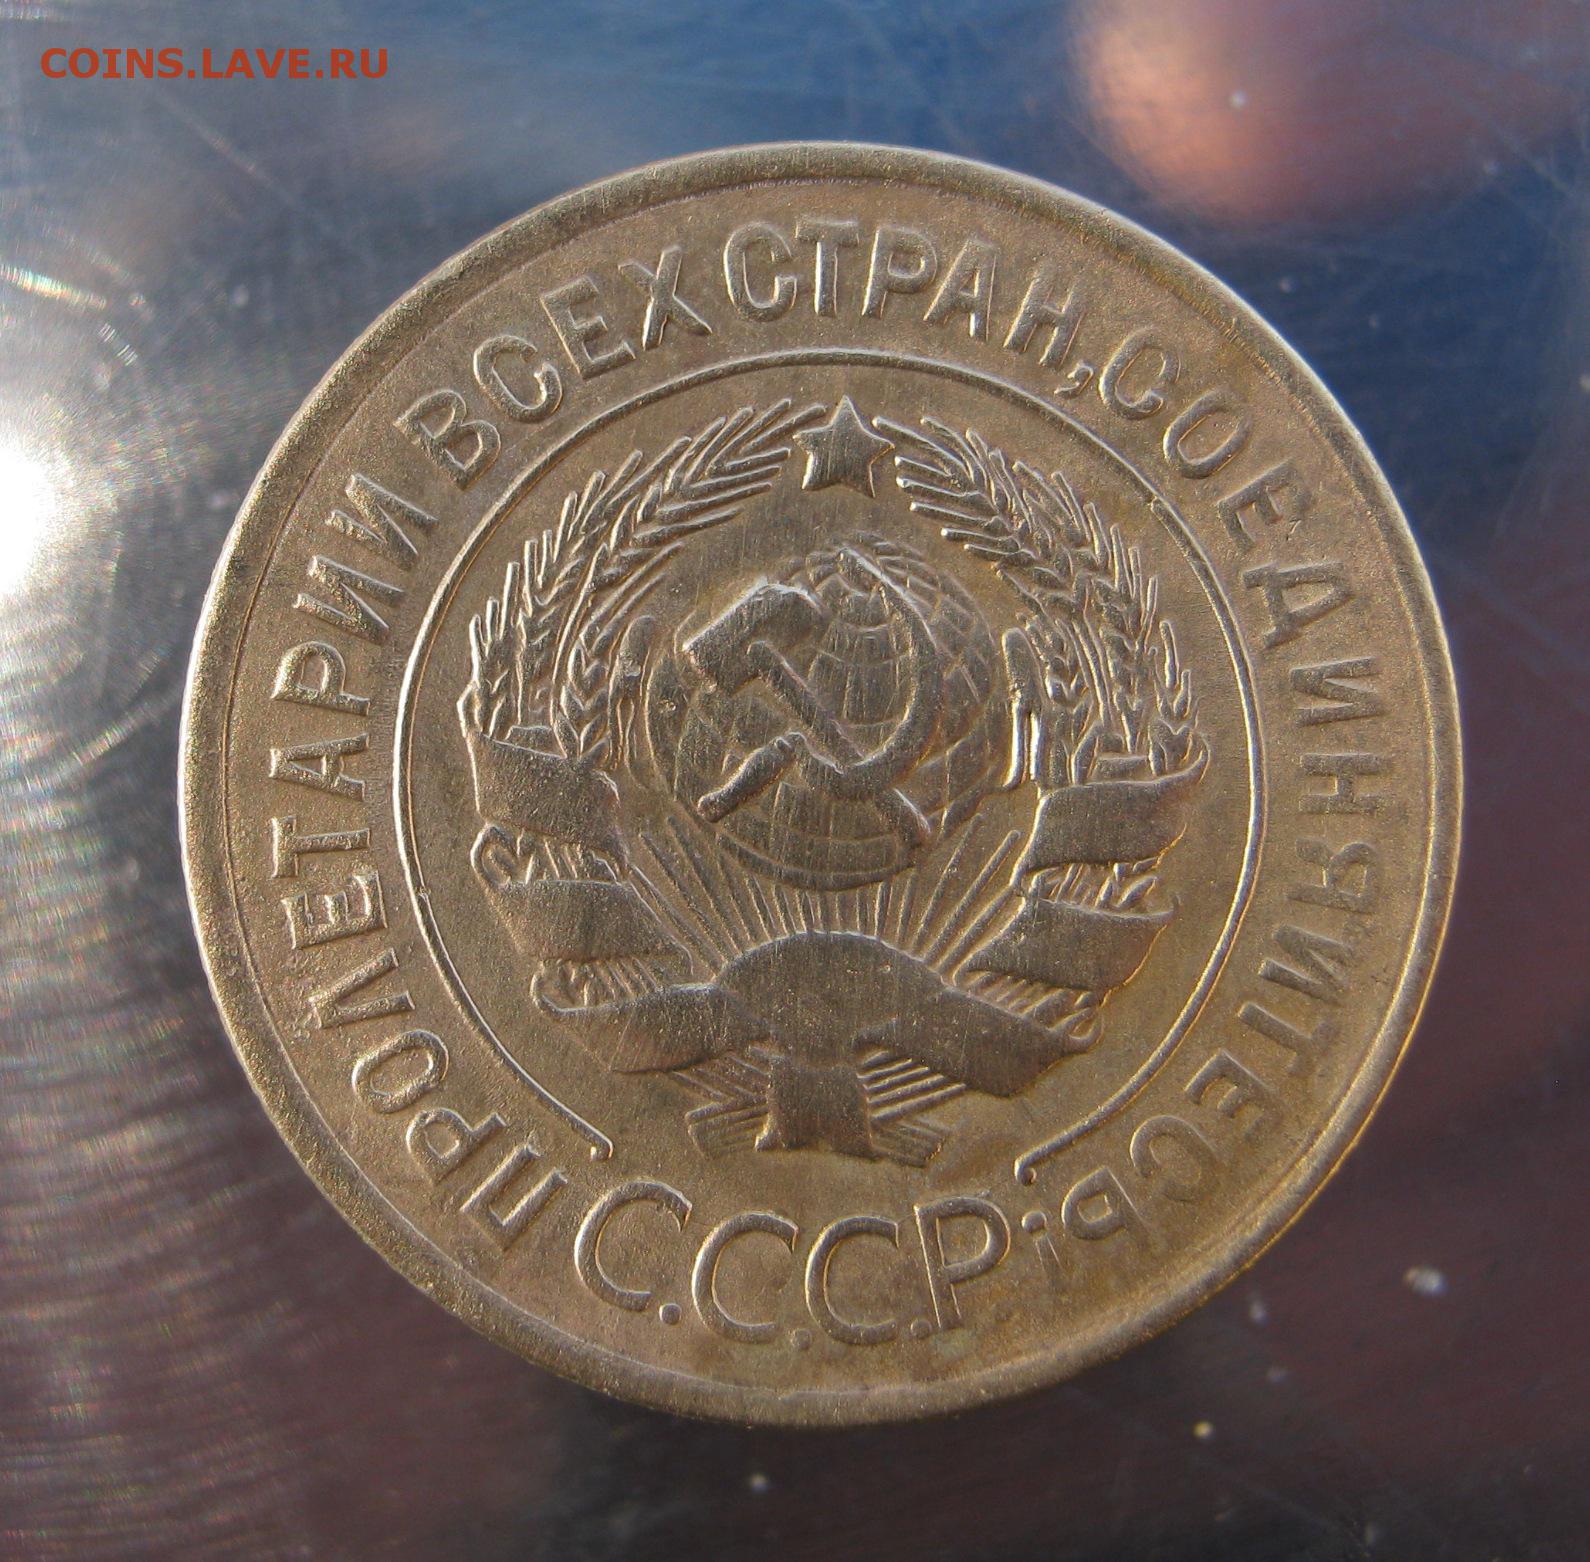 COINS.LAVE.RU
ПРОЛЕТАРИИ ВСЕХ СТРАН, СОЕДИНЯЙТЕСЬ!
С.С.С.Р.